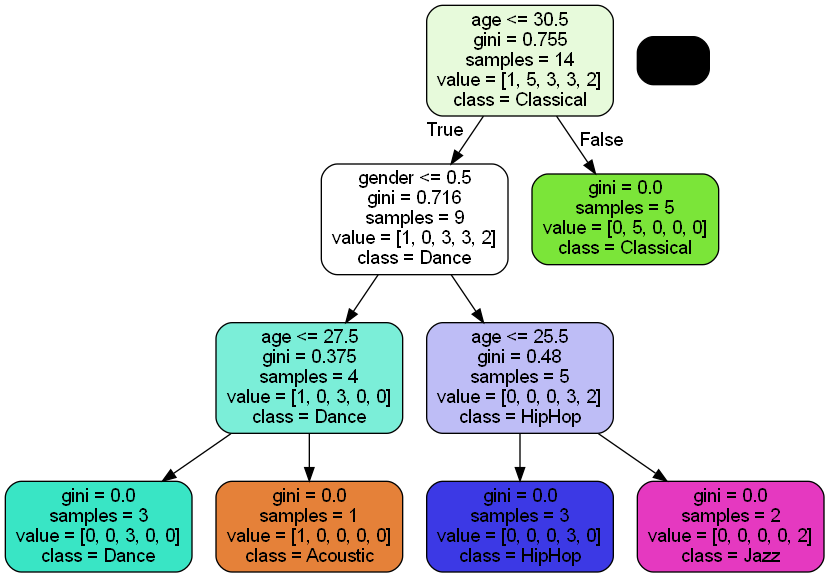 age <= 30.5
gini = 0.755
samples = 14
value = [1, 5, 3, 3, 2]
class = Classical
True
False
gender <= 0.5
gini = 0.716
samples = 9
value = [1, 0, 3, 3, 2]
class = Dance
gini = 0.0
samples = 5
value = [0, 5, 0, 0, 0]
class = Classical
age <= 27.5
gini = 0.375
samples = 4
value = [1, 0, 3, 0, 0]
class = Dance
age <= 25.5
gini = 0.48
samples = 5
value = [0, 0, 0, 3, 2]
class = HipHop
gini = 0.0
samples = 3
value = [0, 0, 3, 0, 0]
class = Dance
gini = 0.0
samples = 1
value = [1, 0, 0, 0, 0]
class = Acoustic
gini = 0.0
samples = 3
value = [0, 0, 0, 3, 0]
class = HipHop
gini = 0.0
samples = 2
value = [0, 0, 0, 0, 2]
class = Jazz